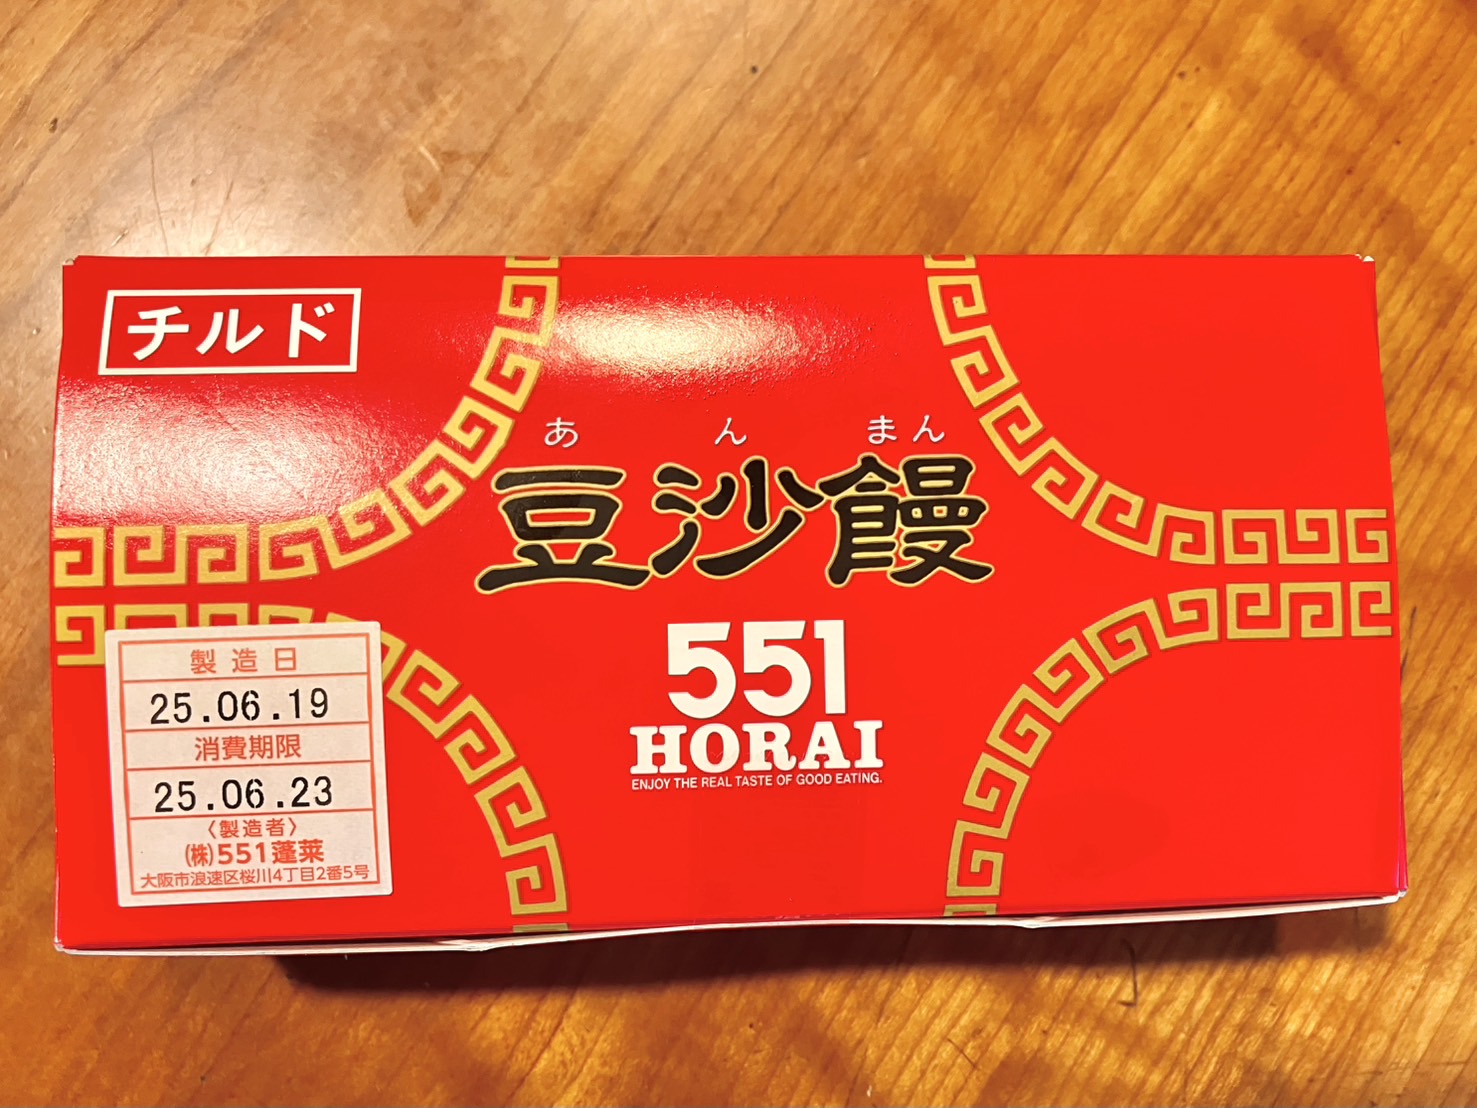 チルド
あんまん
豆沙饅
551
HORAI
ENJOY THE REAL TASTE OF GOOD EATING.
製造日
25.06.19
消費期限
25.06.23
〈製造者〉
(株)551蓬莱
大阪市浪速区桜川4丁目2番5号